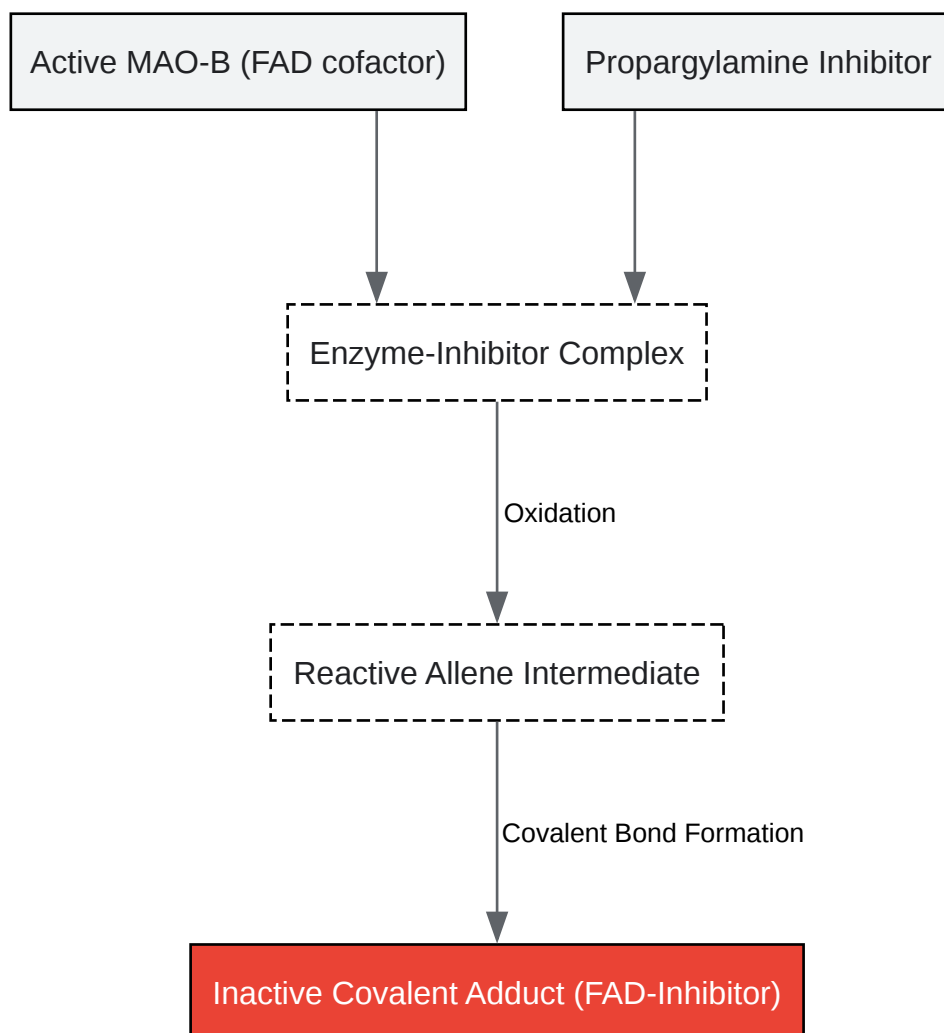 Active MAO-B (FAD cofactor)
Propargylamine Inhibitor
Enzyme-Inhibitor Complex
Oxidation
Reactive Allene Intermediate
Covalent Bond Formation
Inactive Covalent Adduct (FAD-Inhibitor)